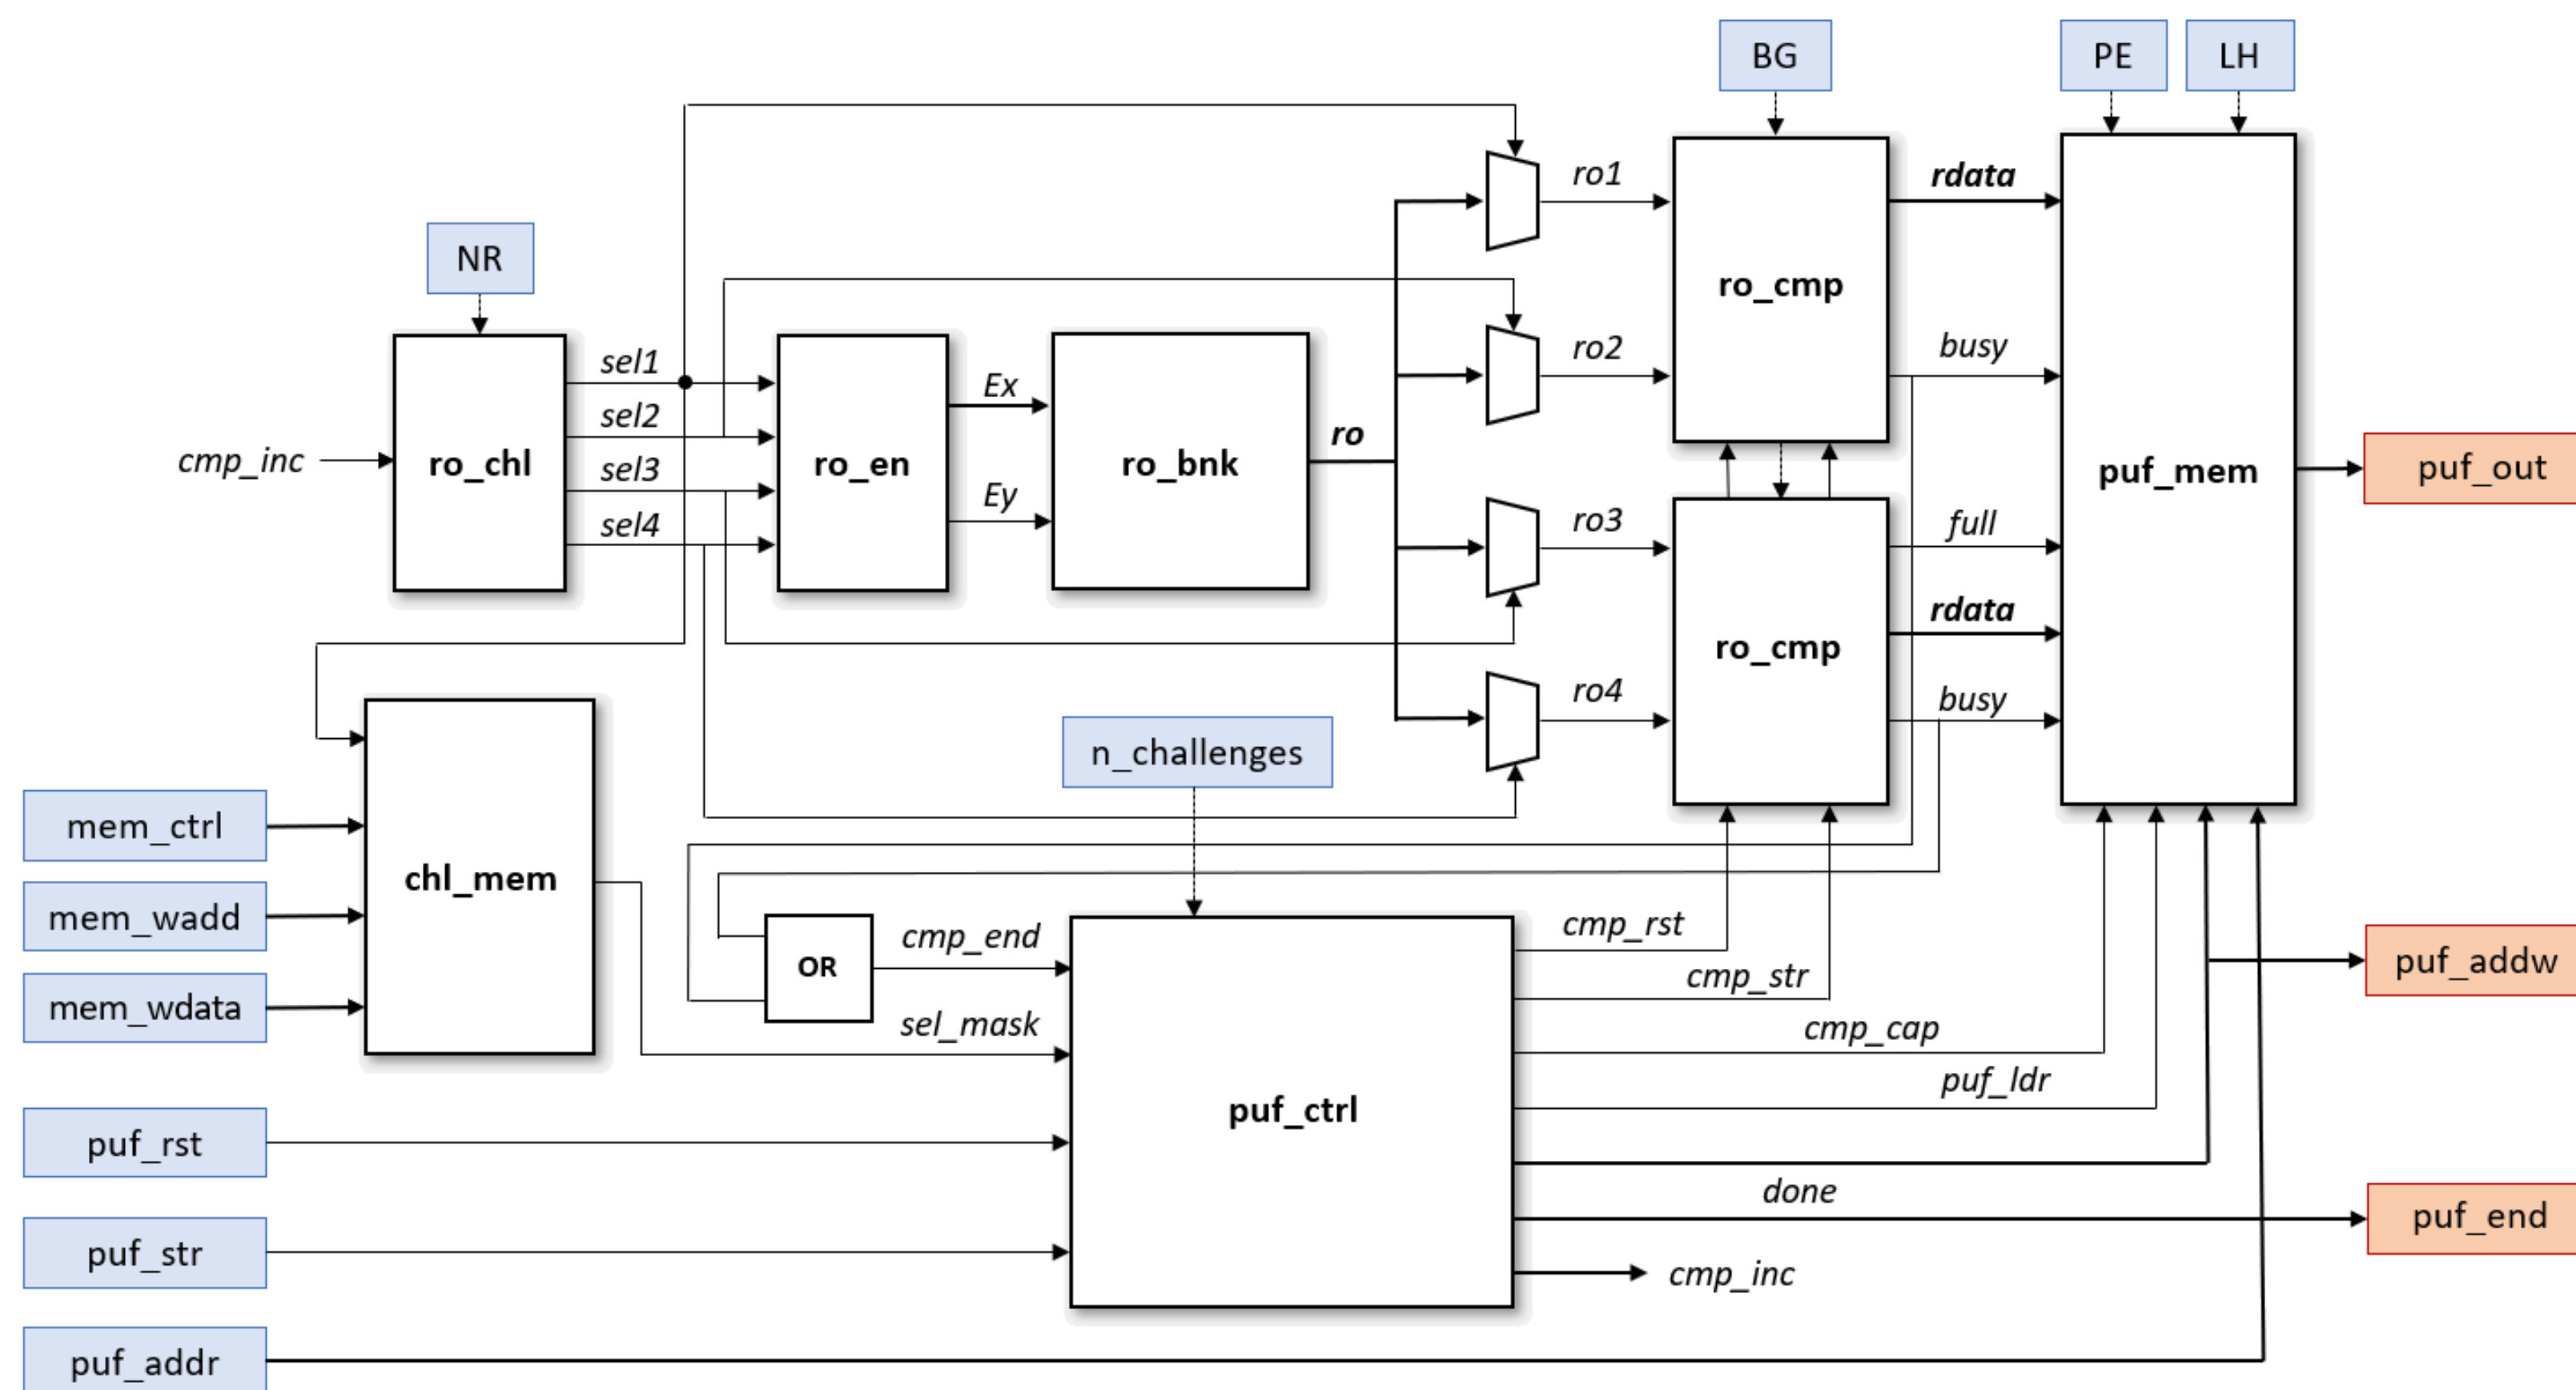 BG
PE
LH
ro1
rdata
NR
ro_cmp
ro2
busy
sel1
Ex
sel2
ro
cmp_inc
ro_chl
sel3
ro_en
ro_bnk
puf_mem
puf_out
Ey
sel4
ro3
full
rdata
ro_cmp
ro4
busy
n_challenges
mem_ctrl
chl_mem
mem_wadd
cmp_rst
cmp_end
OR
puf_addw
cmp_str
mem_wdata
sel_mask
cmp_cap
puf_ldr
puf_ctrl
puf_rst
done
puf_end
puf_str
cmp_inc
puf_addr